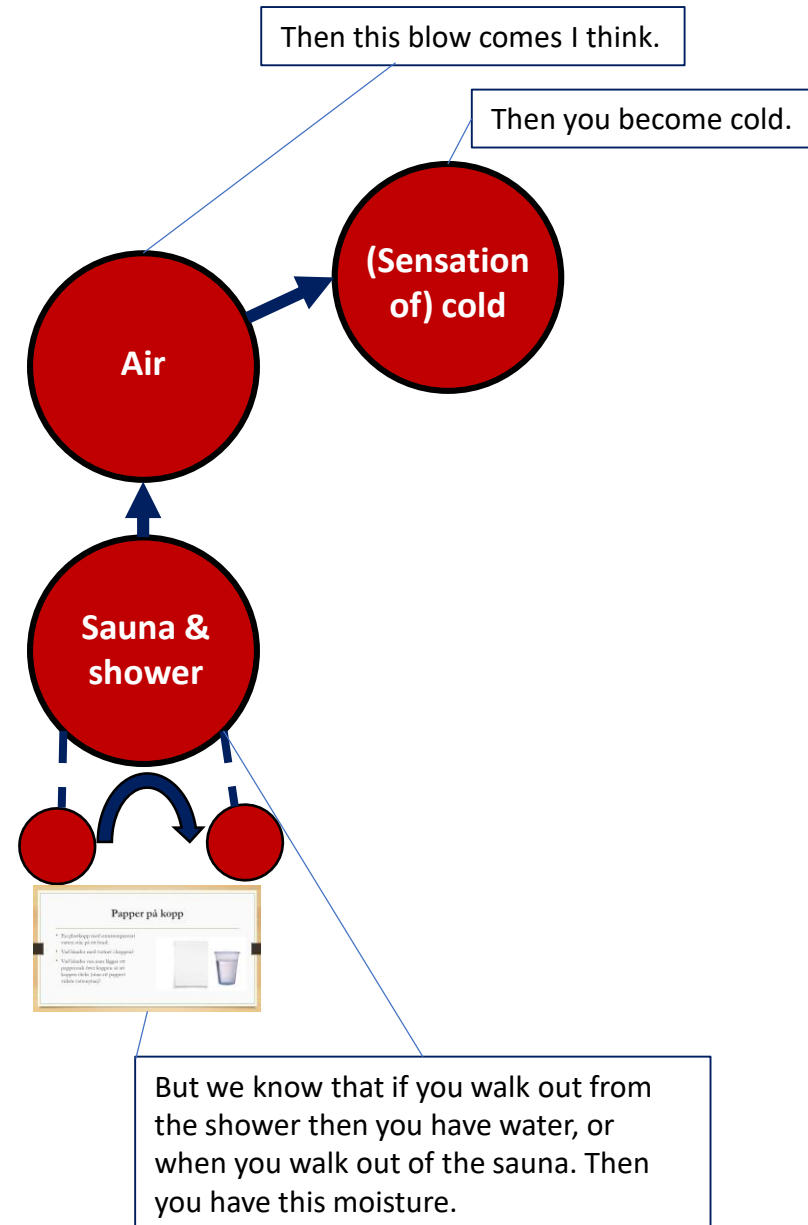 Then this blow comes I think.
Then you become cold.
(Sensation
of) cold
Air
Sauna &
shower
Papper på kopp
But we know that if you walk out from
the shower then you have water, or
when you walk out of the sauna. Then
you have this moisture.